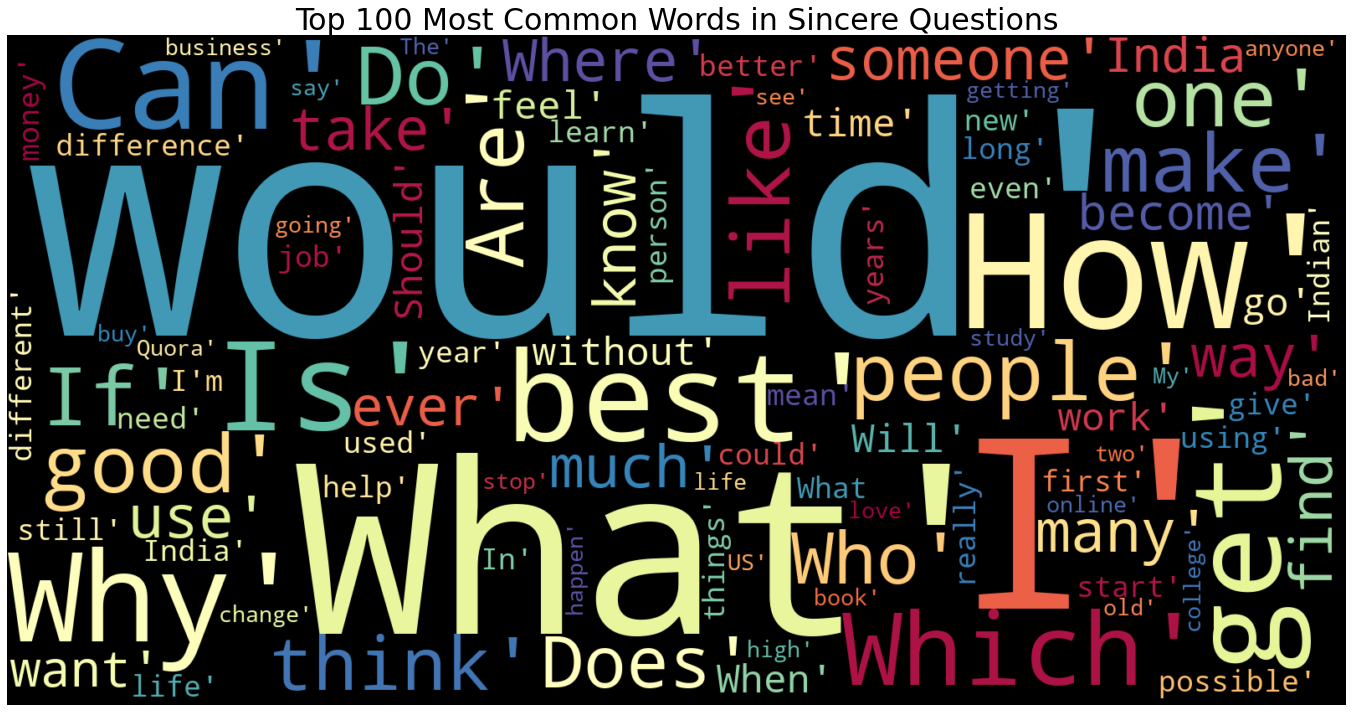 Top 100 Most Common Words in Sincere Questions
Can'
business'
say'
Do'
The'
Where'
better'
someone'
India
anyone'
money'
difference'
take'
feel'
learn'
see'
time'
getting'
new'
long'
one'
make'
even'
become'
would'
going'
job'
Should'
Are'
know'
person'
like'
years'
How'
go'
Indian'
different'
buy'
Quora'
If'
I'm
need'
Is'
year'
ever'
without'
best'
mean'
people'
study'
My'
way'
bad'
give'
using'
work'
good'
used'
help'
stop'
much'
could'
life
What
Will'
love'
really'
two'
first'
online'
many'
get'
find'
still'
use'
India'
Why'
change'
What'
In'
happen'
things'
US'
Who'
book'
I'
start'
old'
college'
want'
life'
think'
Does'
high'
When'
Which'
possible'